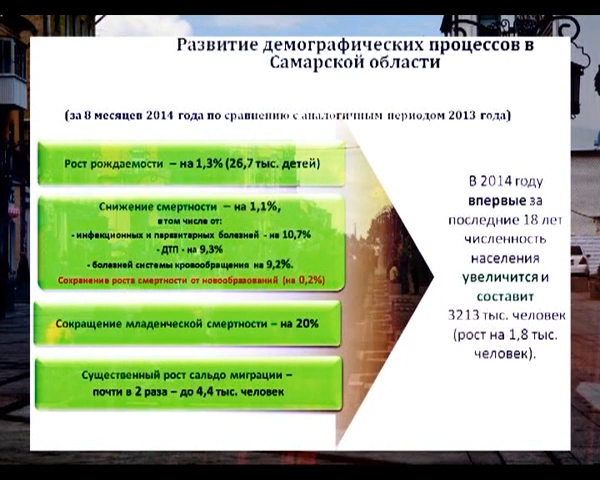 Развитие демографических процессов в
Самарской области
(за 8 месяцев 2014 года по сравнению с аналогичным периодом 2013 года)
Рост рождаемости – на 1,3% (26,7 тыс. детей)
Снижение смертности – на 1,1%,
в том числе от:
- инфекционных и паразитарных болезней - на 10,7%
- ДТП - на 9,3%
- болезней системы кровообращения на 9,2%.
Сохранение роста смертности от новообразований (на 0,2%)
Сокращение младенческой смертности – на 20%
Существенный рост сальдо миграции –
почти в 2 раза – до 4,4 тыс. человек
В 2014 году
впервые за
последние 18 лет
численность
населения
увеличится и
составит
3213 тыс. человек
(рост на 1,8 тыс.
человек).